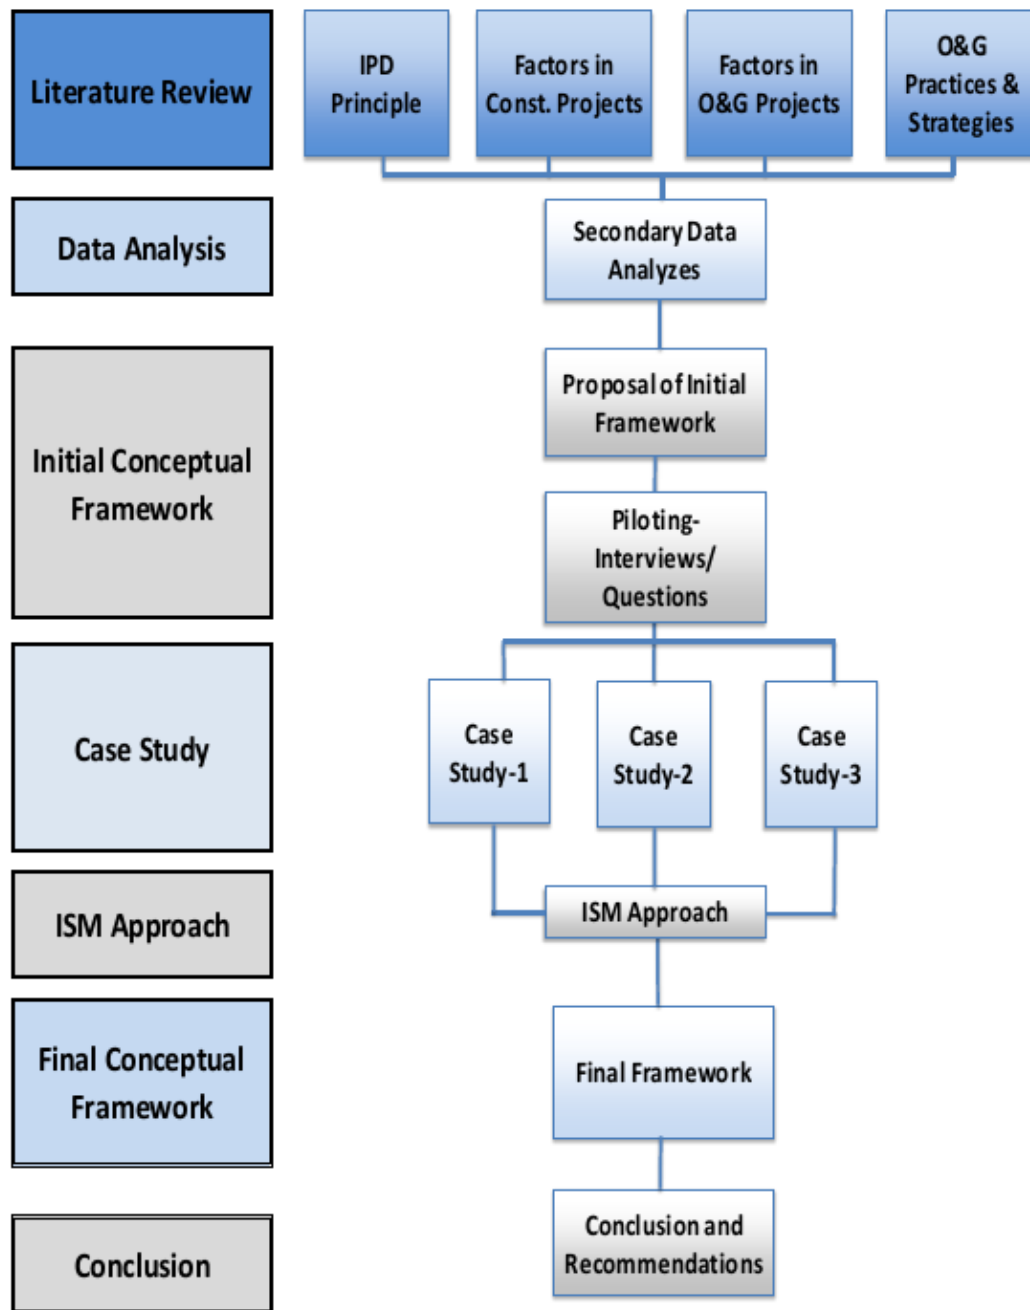 Literature Review
IPD
Principle
Factors in
Const. Projects
Factors in
O&G Projects
O&G
Practices &
Strategies
Data Analysis
Secondary Data
Analyzes
Initial Conceptual
Framework
Proposal of Initial
Framework
Piloting-
Interviews/
Questions
Case Study
Case
Study-1
Case
Study-2
Case
Study-3
ISM Approach
ISM Approach
Final Conceptual
Framework
Final Framework
Conclusion
Conclusion and
Recommendations